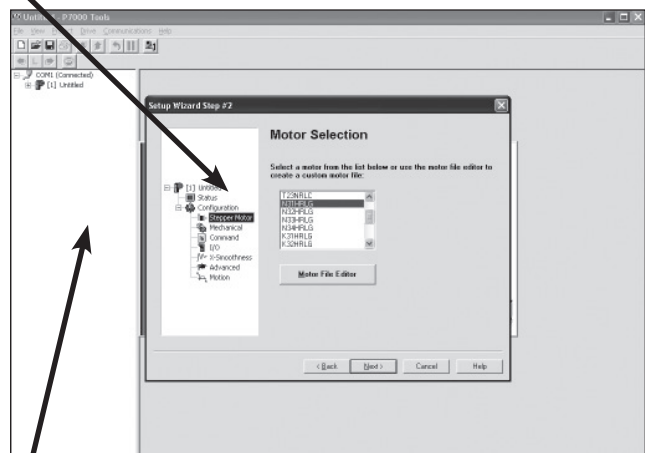 Untitled - P7000 Tools
File View Drive Communications Help
COM1 (Connected)
[1] Untitled
Setup Wizard Step #2
Motor Selection
Select a motor from the list below or use the motor file editor to
create a custom motor file:
[1]
Status
Configuration
Stepper Motor
Mechanical
Command
I/O
X-Smoothness
Advanced
Motion
T23NRLC
N31HRLG
N32HRLG
N33HRLG
N34HRLG
K31HRLG
K32HRLG
Motor File Editor
< Back
Next >
Cancel
Help